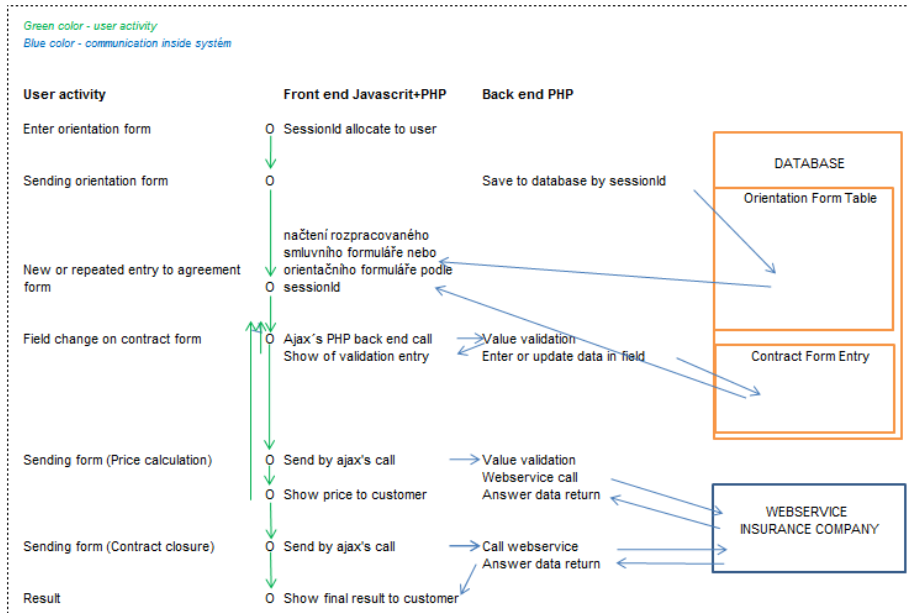 Green color - user activity
Blue color - communication inside systém
User activity
Front end Javascrit+PHP
Back end PHP
Enter orientation form
O SessionId allocate to user
DATABASE
Sending orientation form
O
Save to database by sessionId
Orientation Form Table
načtení rozpracovaného
smluvního formuláře nebo
orientačního formuláře podle
sessionId
New or repeated entry to agreement
form
O
Field change on contract form
O Ajax´s PHP back end call
Show of validation entry
Value validation
Enter or update data in field
Contract Form Entry
Sending form (Price calculation)
O Send by ajax's call
Value validation
Webservice call
O Show price to customer
Answer data return
WEBSERVICE
INSURANCE COMPANY
Sending form (Contract closure)
O Send by ajax's call
Call webservice
Answer data return
Result
O Show final result to customer